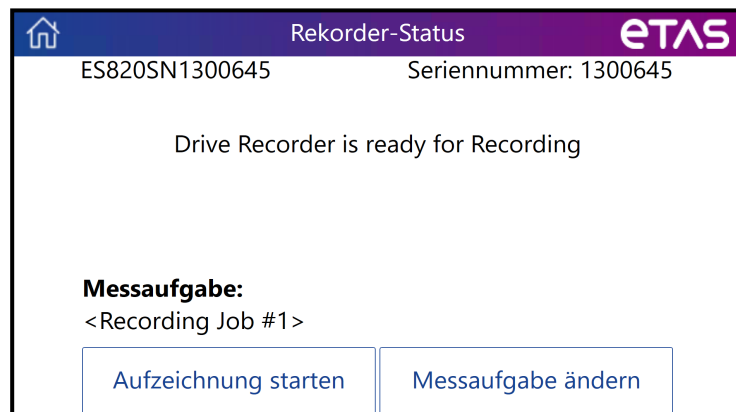 Rekorder-Status
etas
ES820SN1300645 Seriennummer: 1300645
Drive Recorder is ready for Recording
Messaufgabe:
<Recording Job #1>
Aufzeichnung starten Messaufgabe ändern